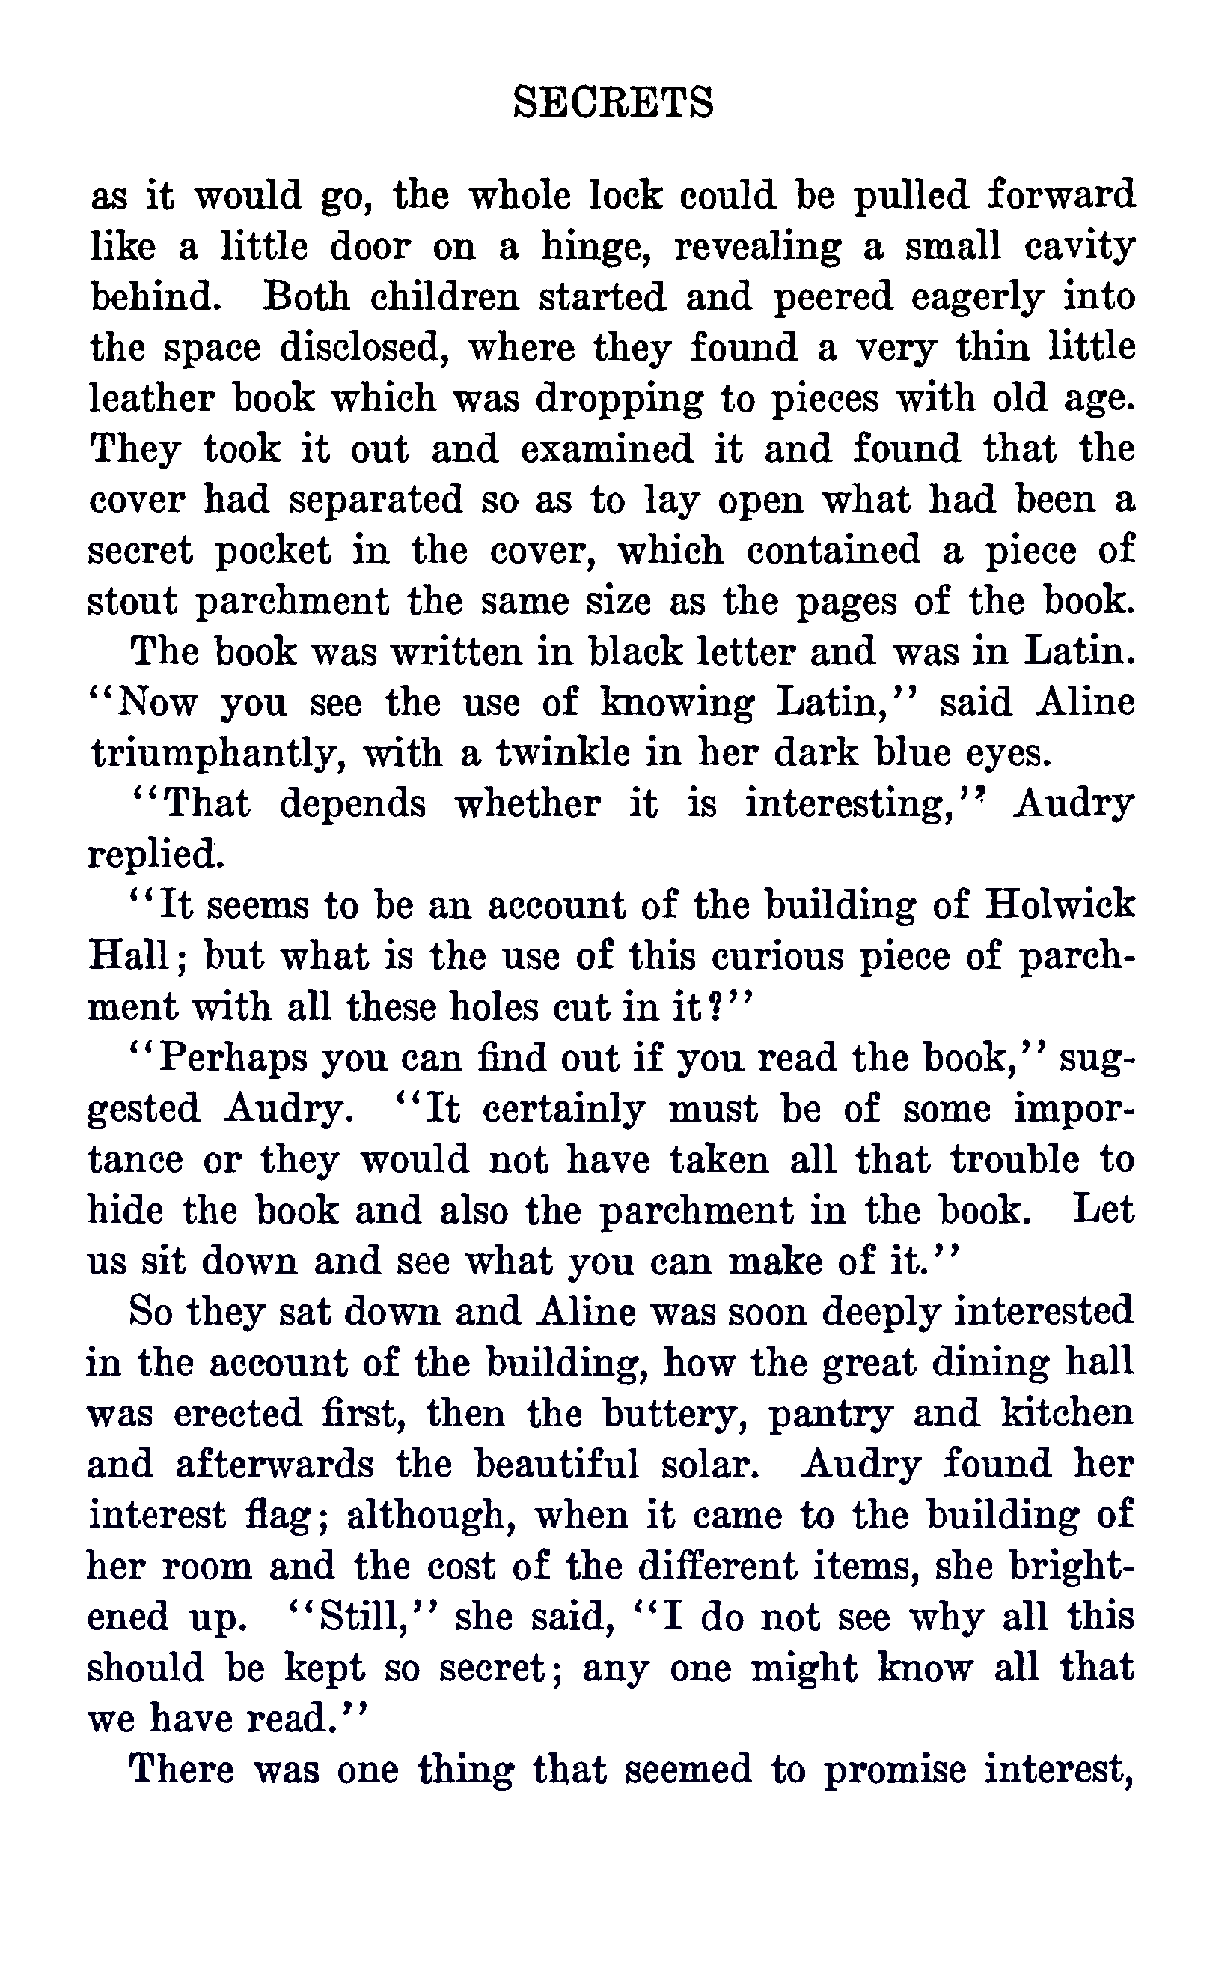 SECRETS
as it would go, the whole lock could be pulled forward
like a little door on a hinge, revealing a small cavity
behind. Both children started and peered eagerly into
the space disclosed, where they found a very thin little
leather book which was dropping to pieces with old age.
They took it out and examined it and found that the
cover had separated so as to lay open what had been a
secret pocket in the cover, which contained a piece of
stout parchment the same size as the pages of the book.
The book was written in black letter and was in Latin.
“Now you see the use of knowing Latin,” said Aline
triumphantly, with a twinkle in her dark blue eyes.
“That depends whether it is interesting,” Audry
replied.
“It seems to be an account of the building of Holwick
Hall; but what is the use of this curious piece of parch-
ment with all these holes cut in it?”
“Perhaps you can find out if you read the book,” sug-
gested Audry. “It certainly must be of some impor-
tance or they would not have taken all that trouble to
hide the book and also the parchment in the book. Let
us sit down and see what you can make of it.”
So they sat down and Aline was soon deeply interested
in the account of the building, how the great dining hall
was erected first, then the buttery, pantry and kitchen
and afterwards the beautiful solar. Audry found her
interest flag; although, when it came to the building of
her room and the cost of the different items, she bright-
ened up. “Still,” she said, “I do not see why all this
should be kept so secret; any one might know all that
we have read.”
There was one thing that seemed to promise interest,